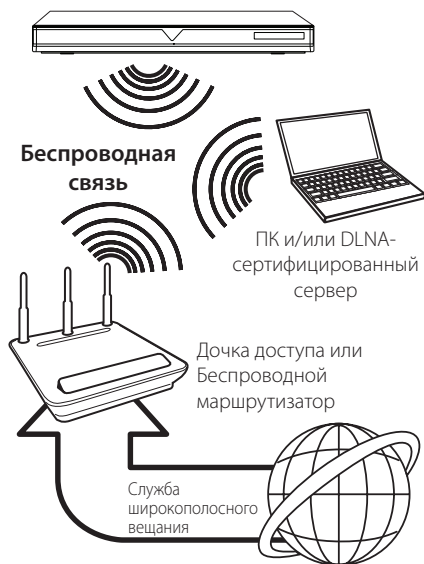 Беспроводная
связь
ПК и/или DLNA-
сертифицированный
сервер
Дочка доступа или
Беспроводной
маршрутизатор
Служба
широкополосного
вещания